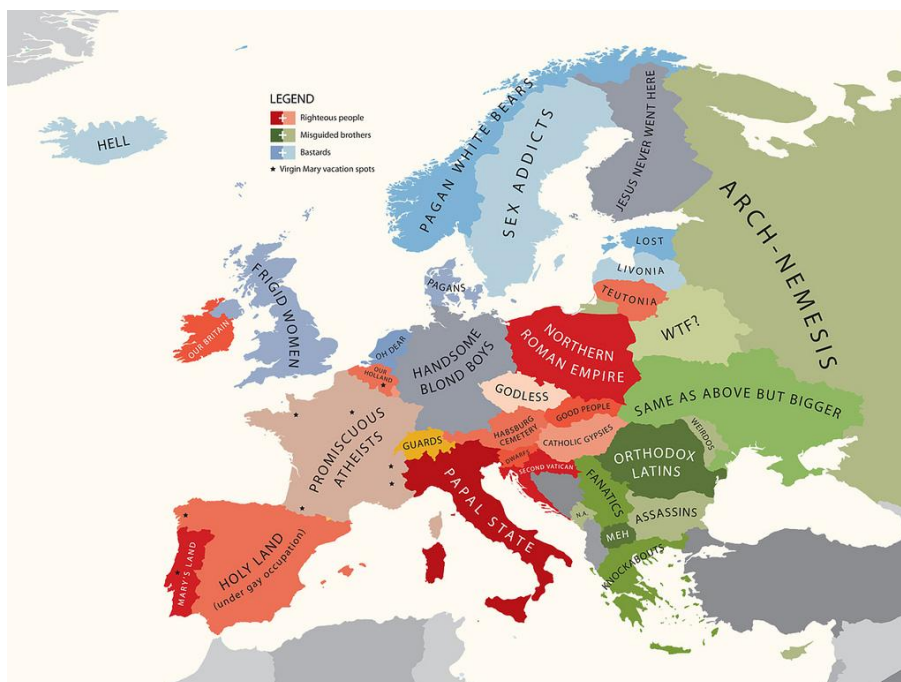 LEGEND
Righteous people
Misguided brothers
Bastards
★ Virgin Mary vacation spots
HELL
PAGAN WHITE BEARS
SEX ADDICTS
JESUS NEVER WENT HERE
ARCH-NEMESIS
LOST
LIVONIA
TEUTONIA
WTF?
FRIGID WOMEN
OUR BRITAIN
PAGANS
OH DEAR
OUR
HOLLAND
HANDSOME
BLOND BOYS
NORTHERN
ROMAN EMPIRE
GODLESS
GOOD PEOPLE
SAME AS ABOVE BUT BIGGER
WEIRDOS
PROMISCUOUS
ATHEISTS
GUARDS
HABSBURG
CEMETERY
CATHOLIC GYPSIES
DWARFS
SECOND VATICAN
ORTHODOX
LATINS
PAPAL STATE
FANATICS
N.A.
ASSASSINS
MEH
KNOCKABOUTS
MARY'S LAND
HOLY LAND
(under gay occupation)